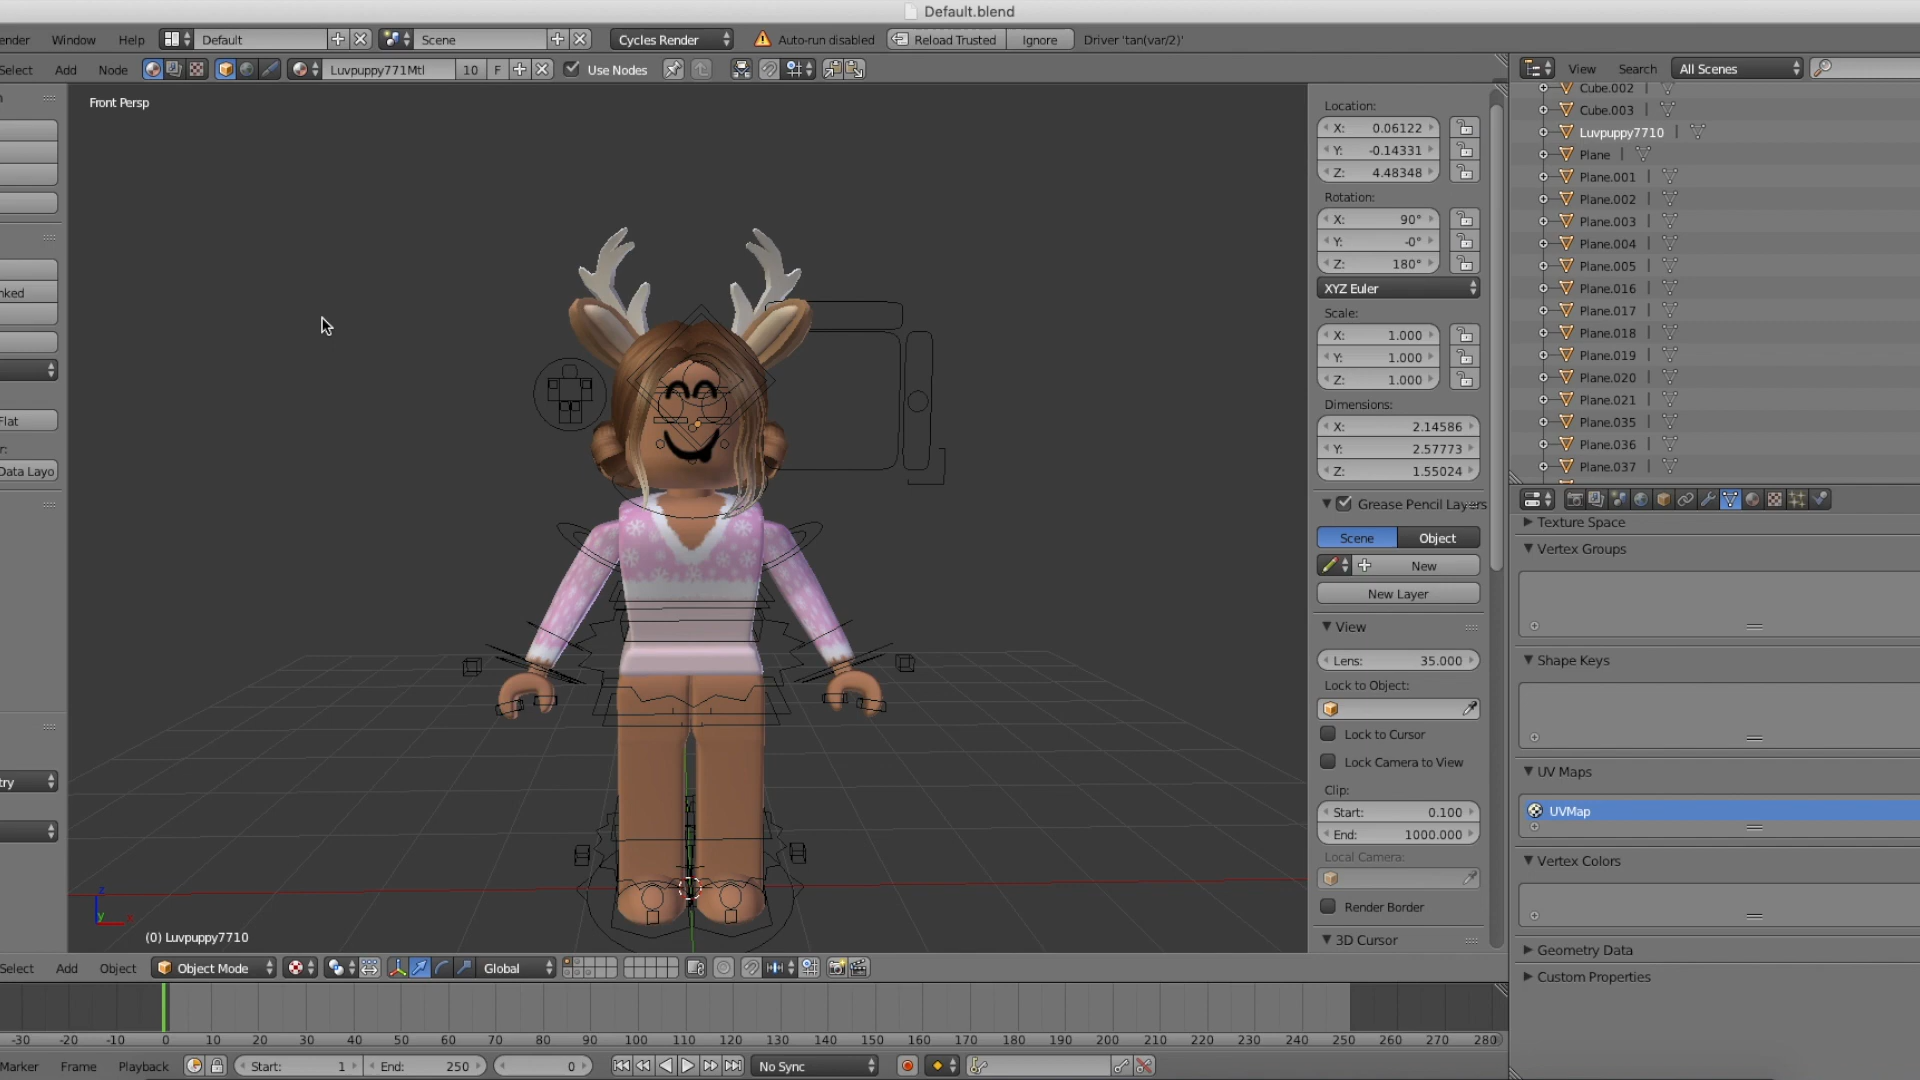 Default.blend
ender Window Help Default Scene Cycles Render Auto-run disabled Reload Trusted Ignore Driver 'tan(var/2)'
Select Add Node Luvpuppy771Mtl 10 F Use Nodes View Search All Scenes
Front Persp
Location:
X: 0.06122
Y: -0.14331
Z: 4.48348
Rotation:
X: 90°
Y: -0°
Z: 180°
XYZ Euler
Scale:
X: 1.000
Y: 1.000
Z: 1.000
Dimensions:
X: 2.14586
Y: 2.57773
Z: 1.55024
Grease Pencil Layers
Scene Object
New
New Layer
View
Lens: 35.000
Lock to Object:
Lock to Cursor
Lock Camera to View
Clip:
Start: 0.100
End: 1000.000
Local Camera:
Render Border
3D Cursor
Cube.002
Cube.003
Luvpuppy7710
Plane
Plane.001
Plane.002
Plane.003
Plane.004
Plane.005
Plane.016
Plane.017
Plane.018
Plane.019
Plane.020
Plane.021
Plane.035
Plane.036
Plane.037
Texture Space
Vertex Groups
Shape Keys
UV Maps
UVMap
Vertex Colors
Geometry Data
Custom Properties
nked
Flat
r:
Data Layo
try
z
y x
(0) Luvpuppy7710
Select Add Object Object Mode Global
-30 -20 -10 0 10 20 30 40 50 60 70 80 90 100 110 120 130 140 150 160 170 180 190 200 210 220 230 240 250 260 270 280
Marker Frame Playback Start: 1 End: 250 0 No Sync